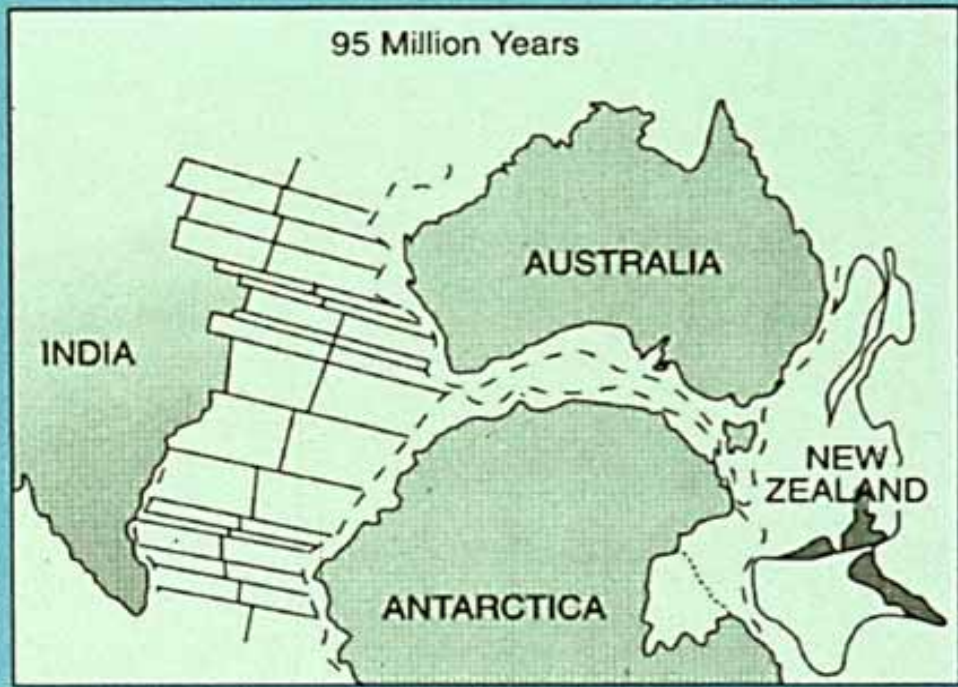 95 Million Years
AUSTRALIA
INDIA
NEW
ZEALAND
ANTARCTICA